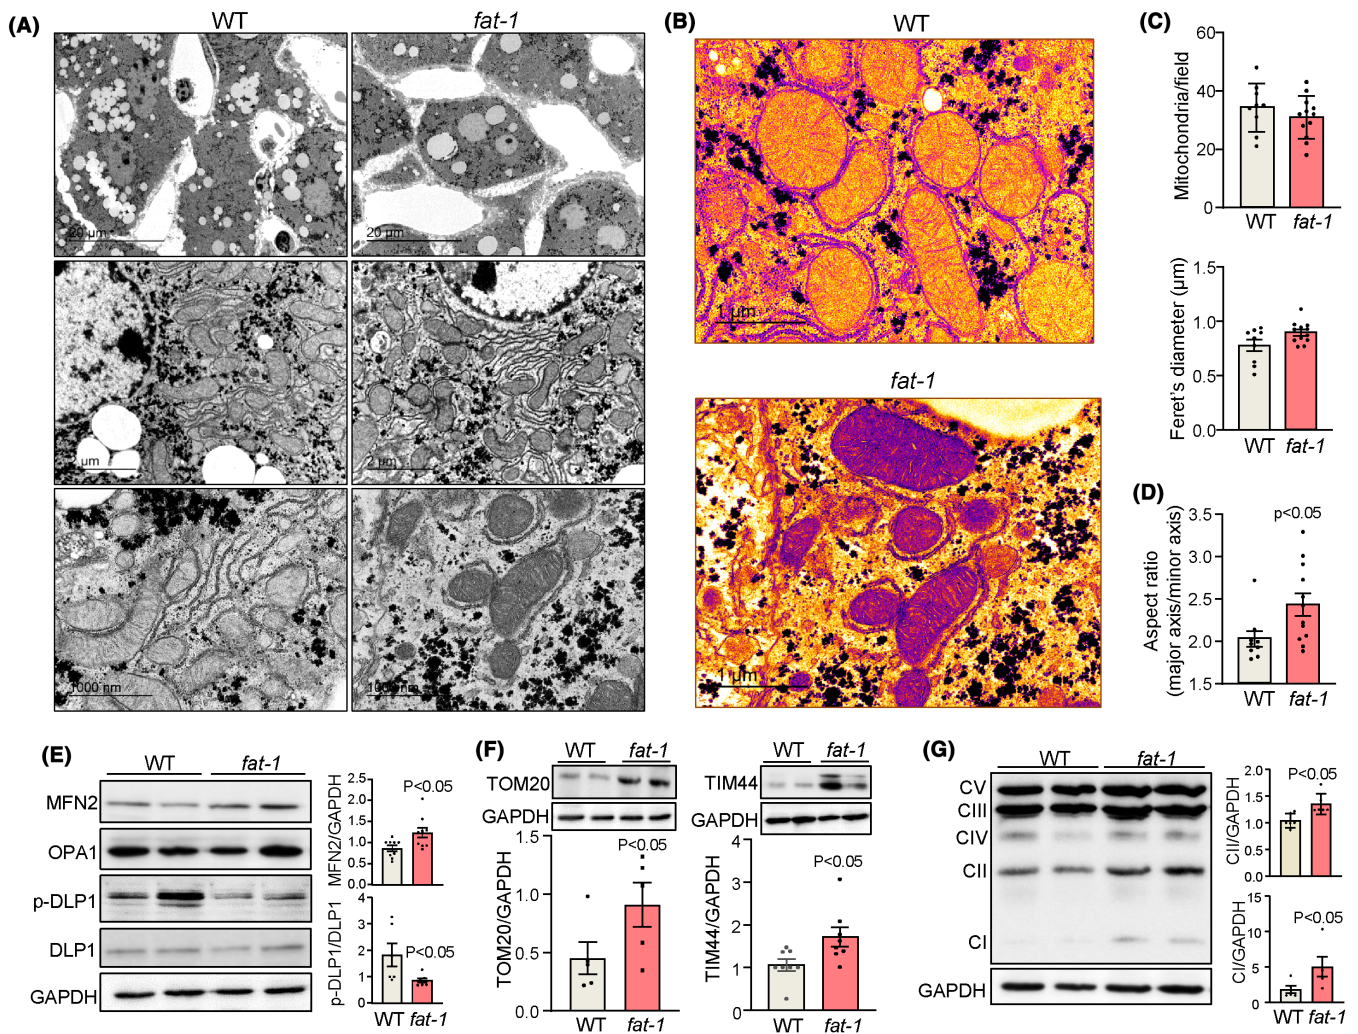 (A)
WT
fat-1
20 µm
20 µm
µm
µm
1000 nm
1000 nm
(B)
WT
1 µm
fat-1
1 µm
(C)
Mitochondria/field
60
40
20
0
WT
fat-1
Feret's diameter (µm)
1.5
1.0
0.5
0.0
WT
fat-1
(D)
Aspect ratio
(major axis/minor axis)
p<0.05
3.5
3.0
2.5
2.0
1.5
WT
fat-1
(E)
WT
fat-1
MFN2
OPA1
p-DLP1
DLP1
GAPDH
MFN2/GAPDH
P<0.05
2.5
2.0
1.5
1.0
0.5
0.0
p-DLP1/DLP1
P<0.05
6
4
2
0
WT
fat-1
(F)
WT
fat-1
TOM20
GAPDH
TOM20/GAPDH
P<0.05
1.5
1.0
0.5
0.0
WT
fat-1
WT
fat-1
TIM44
GAPDH
TIM44/GAPDH
P<0.05
4
3
2
1
0
WT
fat-1
(G)
WT
fat-1
CV
CIII
CIV
CII
CI
GAPDH
CII/GAPDH
P<0.05
2.0
1.5
1.0
0.5
0.0
CI/GAPDH
P<0.05
15
10
5
0
WT
fat-1